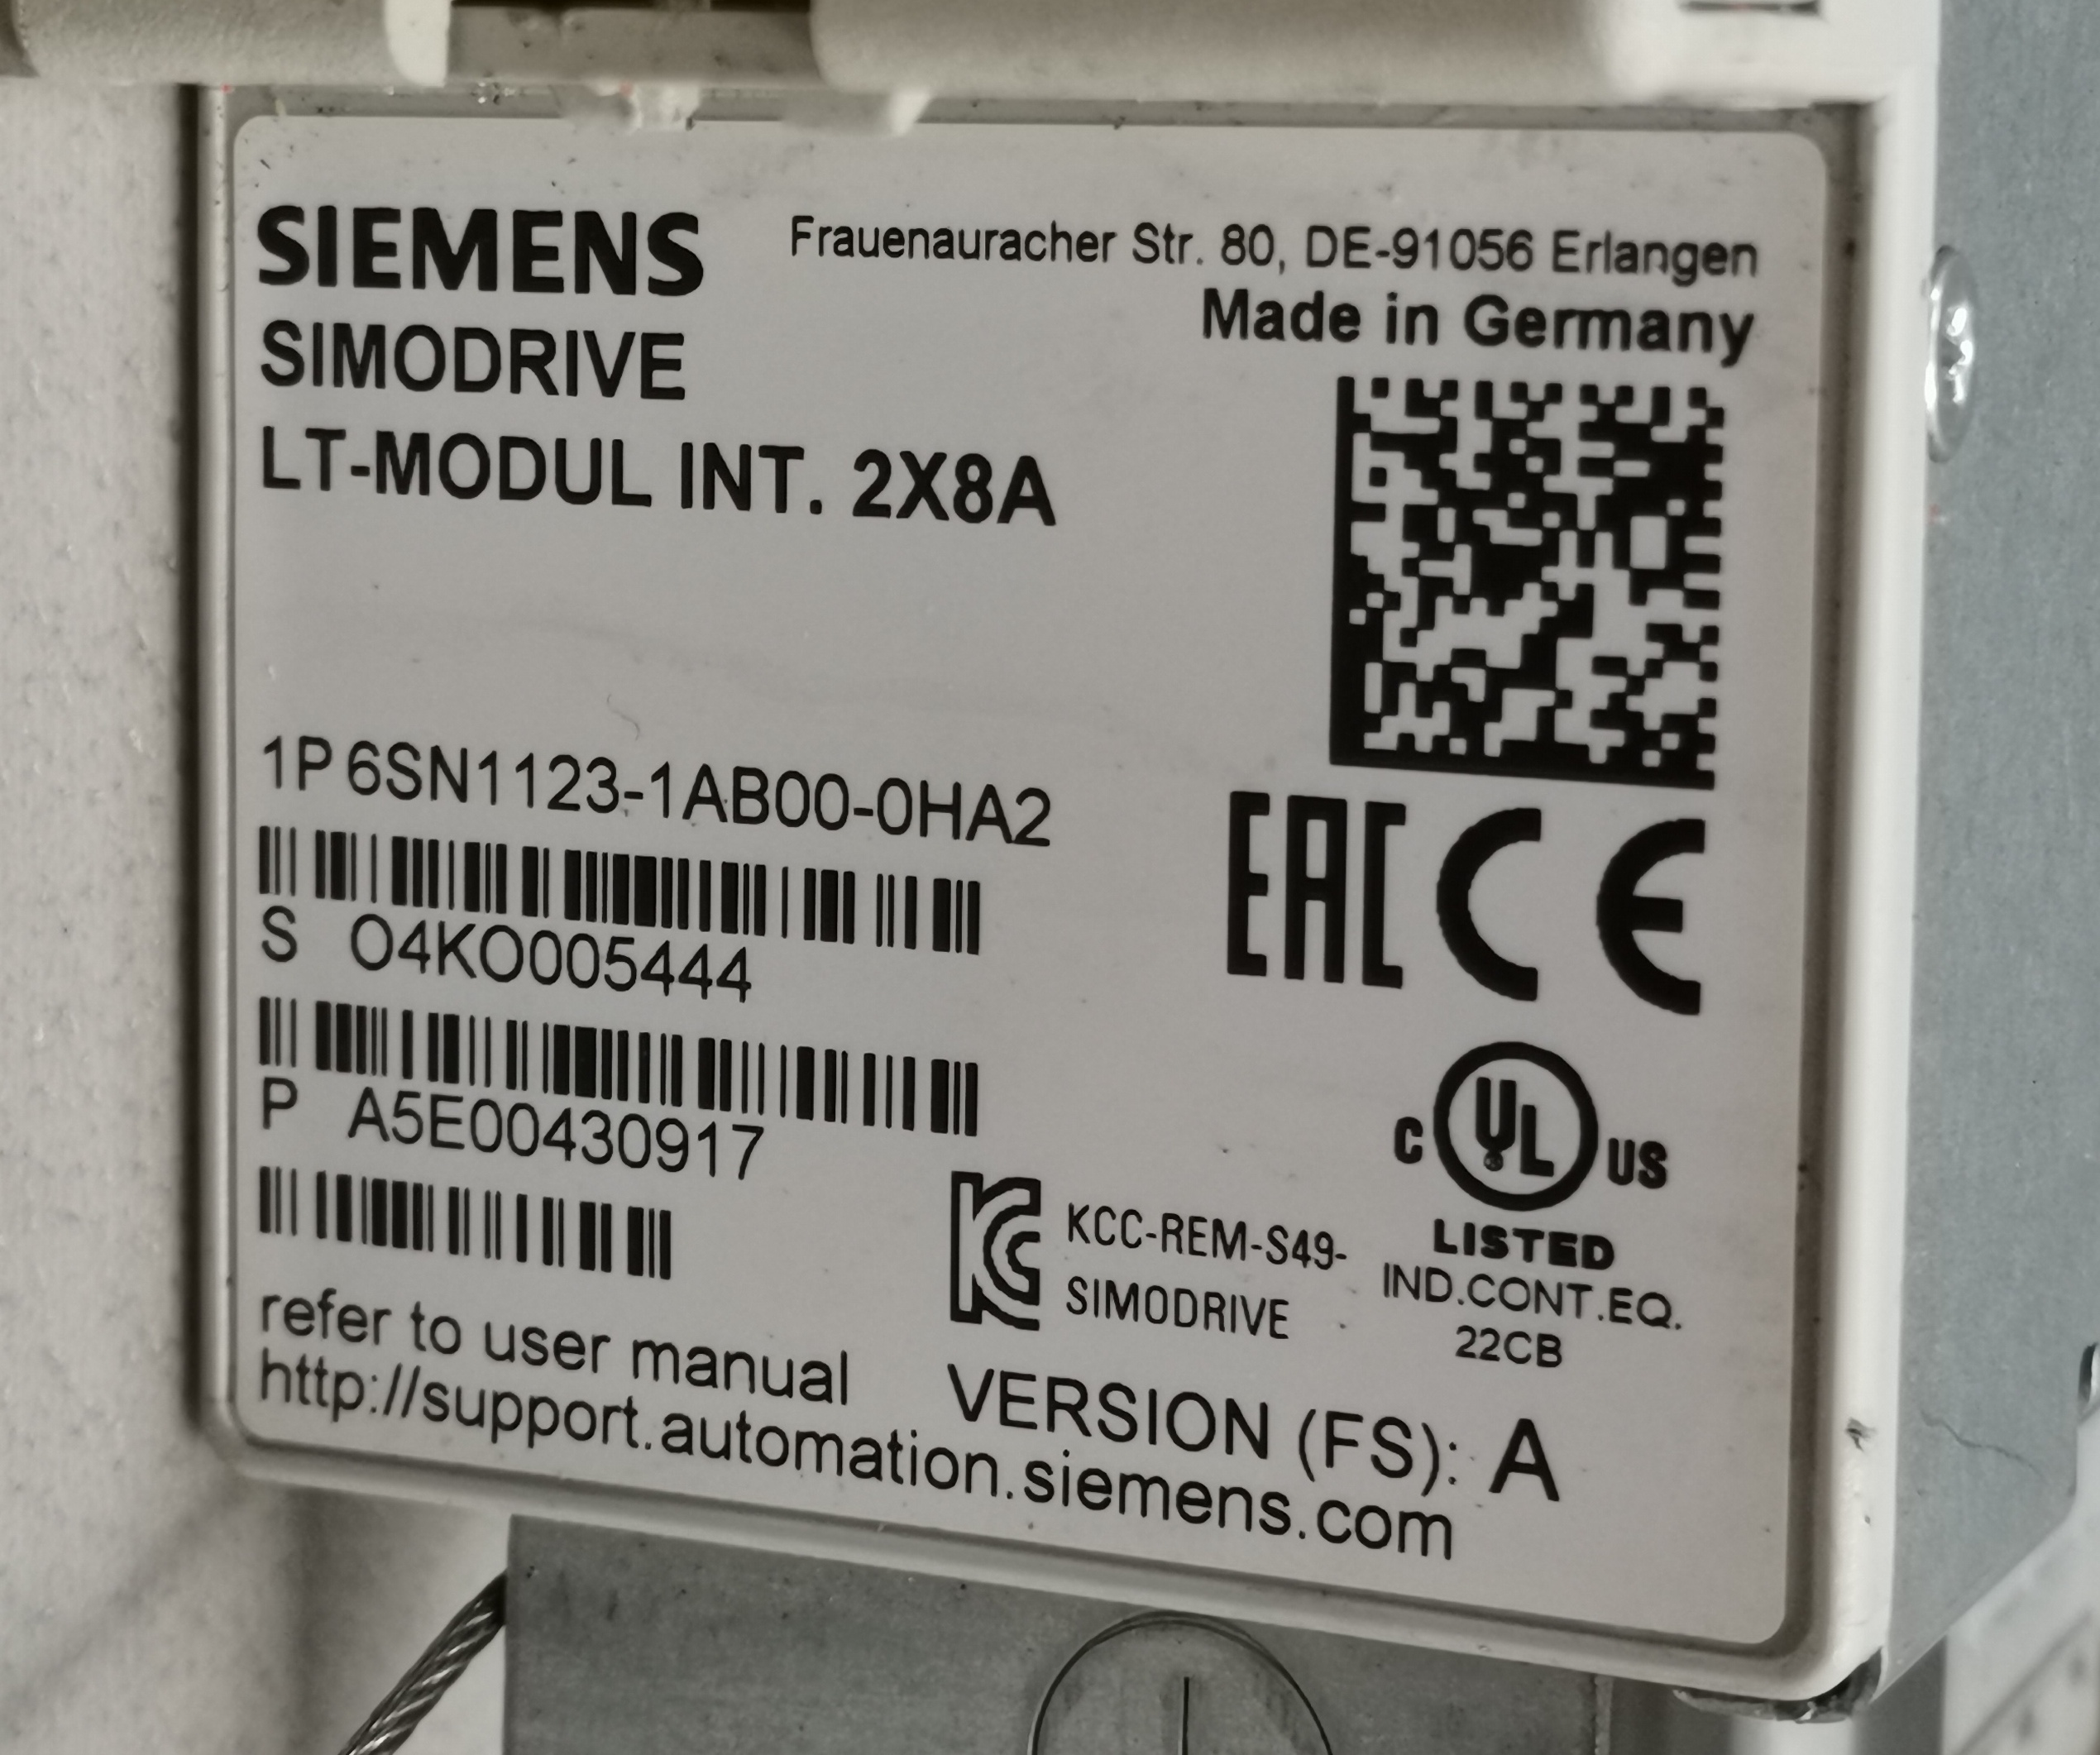 SIEMENS
Frauenauracher Str. 80, DE-91056 Erlangen
Made in Germany
SIMODRIVE
LT-MODUL INT. 2X8A
1P 6SN1123-1AB00-0HA2
EAC CE
S O4KO005444
P A5E00430917
C UL US
LISTED
IND.CONT.EQ.
22CB
KC KCC-REM-S49-
SIMODRIVE
refer to user manual
VERSION (FS): A
http://support.automation.siemens.com